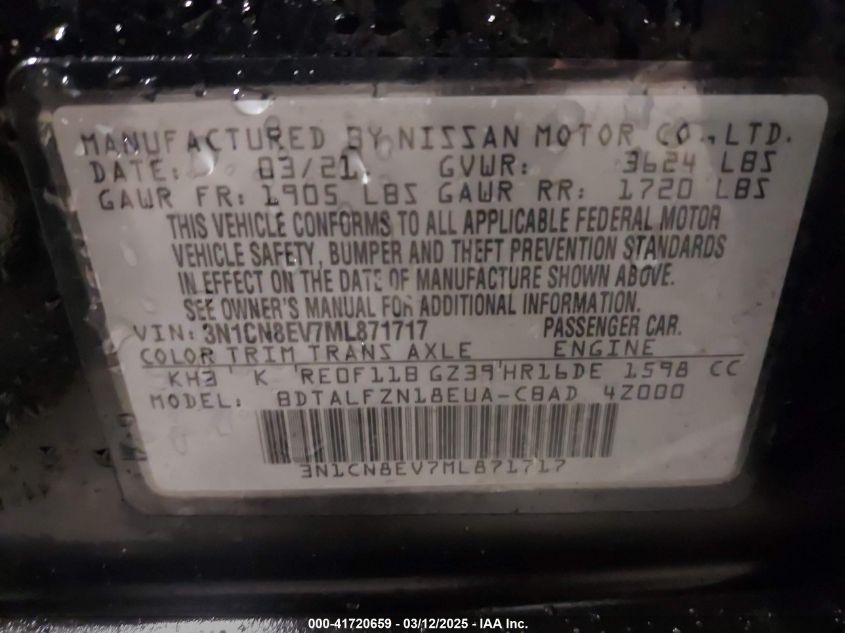 MANUFACTURED BY NISSAN MOTOR CO.,LTD.
DATE: 03/21 GVWR: 3624 LBS
GAWR FR: 1905 LBS GAWR RR: 1720 LBS
THIS VEHICLE CONFORMS TO ALL APPLICABLE FEDERAL MOTOR
VEHICLE SAFETY, BUMPER AND THEFT PREVENTION STANDARDS
IN EFFECT ON THE DATE OF MANUFACTURE SHOWN ABOVE.
SEE OWNER'S MANUAL FOR ADDITIONAL INFORMATION.
VIN: 3N1CN8EV7ML871717 PASSENGER CAR.
COLOR TRIM TRANS AXLE ENGINE
KH3 K RE0F11B GZ39 HR16DE 1598 CC
MODEL: BDTALFZN18EUA-CBAD 4Z000
3N1CN8EV7ML871717
000-41720659 - 03/12/2025 - IAA Inc.